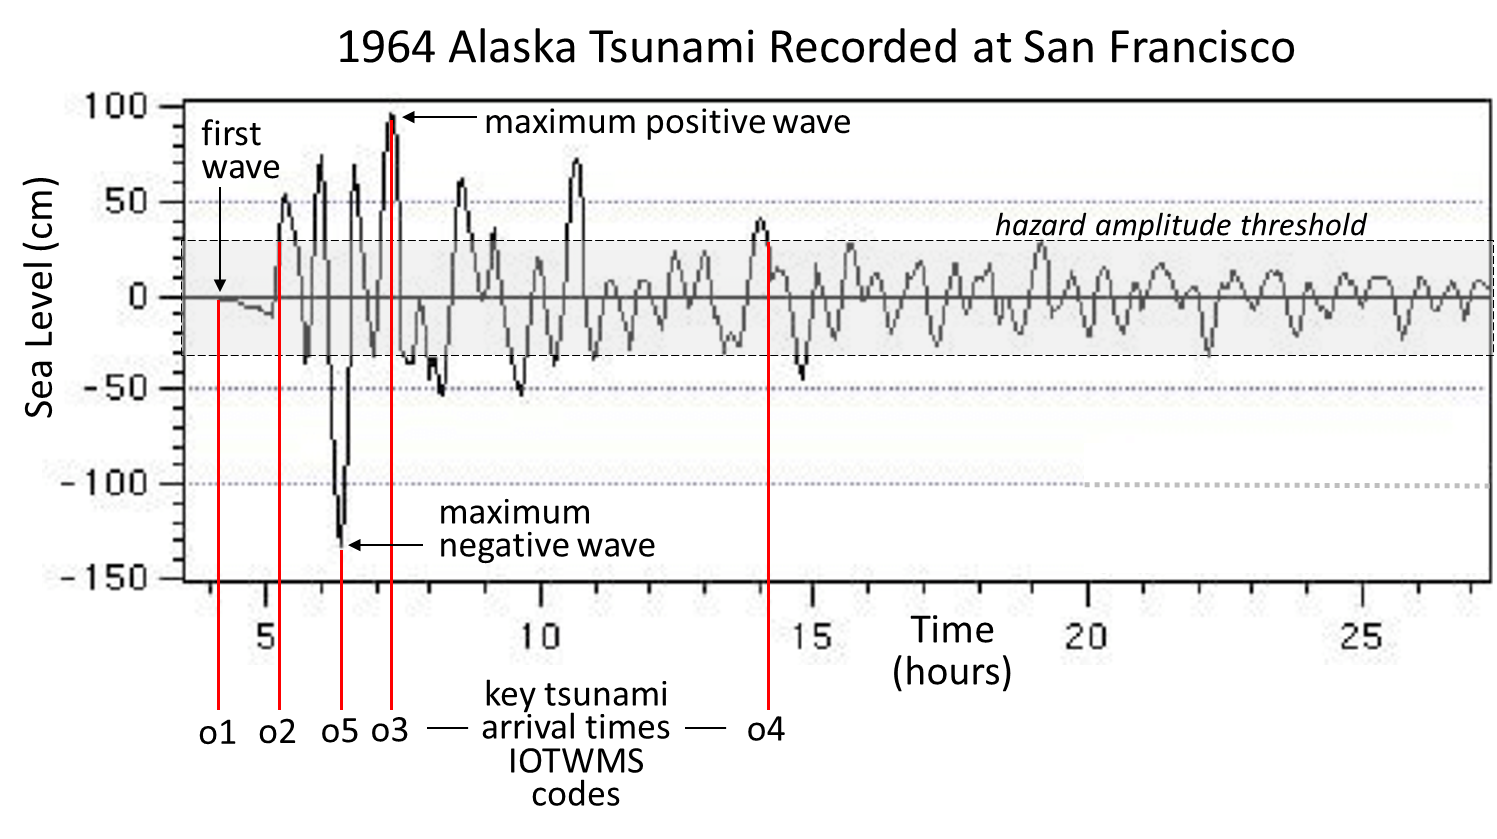 1964 Alaska Tsunami Recorded at San Francisco
100
50
0
-50
-100
-150
Sea Level (cm)
first
wave
maximum positive wave
hazard amplitude threshold
maximum
negative wave
5
10
15
20
25
Time
(hours)
o1
o2
o5
o3
key tsunami
arrival times
IOTWMS
codes
o4